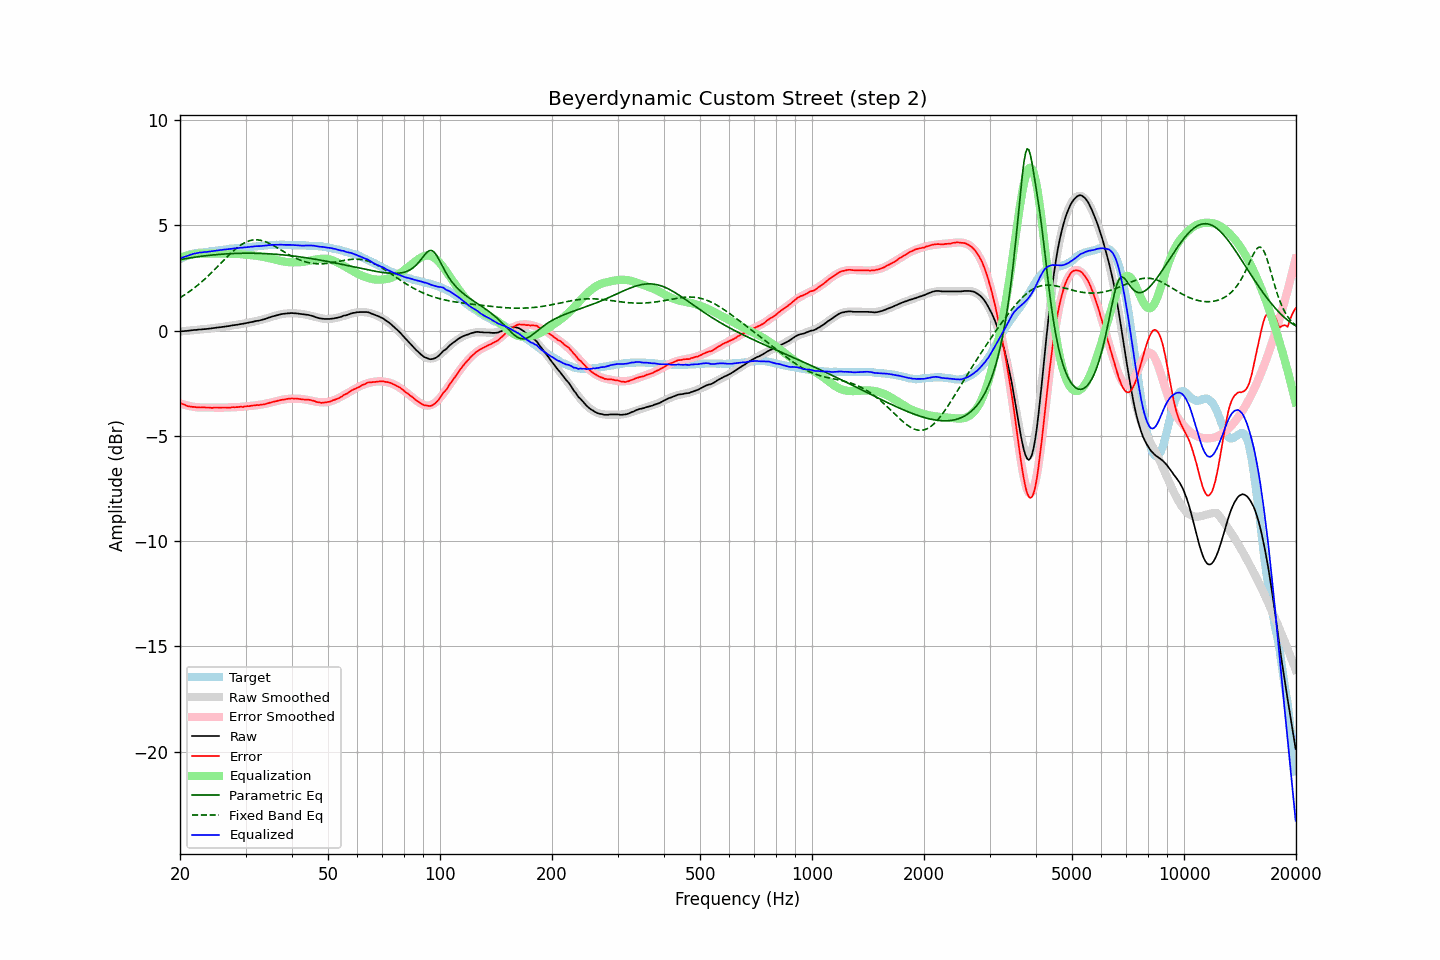 Beyerdynamic Custom Street (step 2)
10
5
0
−5
−10
−15
−20
Amplitude (dBr)
Target
Raw Smoothed
Error Smoothed
Raw
Error
Equalization
Parametric Eq
Fixed Band Eq
Equalized
20 50 100 200 500 1000 2000 5000 10000 20000
Frequency (Hz)